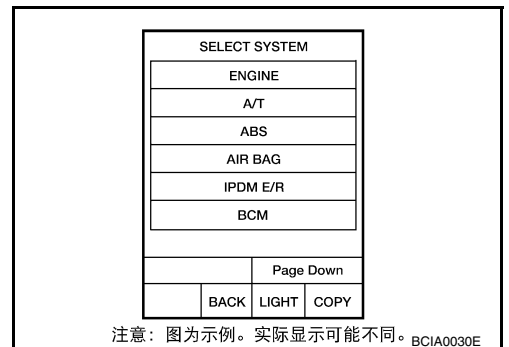 SELECT SYSTEM
ENGINE
A/T
ABS
AIR BAG
IPDM E/R
BCM
Page Down
BACK LIGHT COPY
注意：图为示例。实际显示可能不同。
BCIA0030E